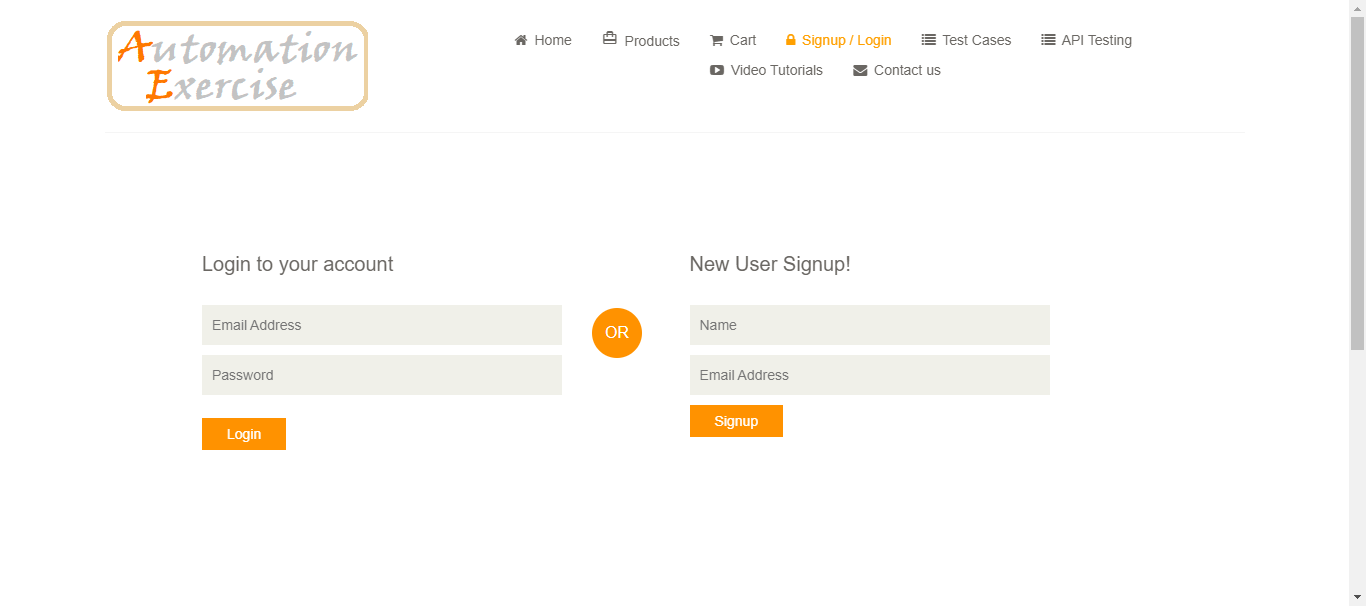 Automation
Exercise
Home Products Cart Signup / Login Test Cases API Testing
Video Tutorials Contact us
Login to your account
Email Address
Password
Login
OR
New User Signup!
Name
Email Address
Signup